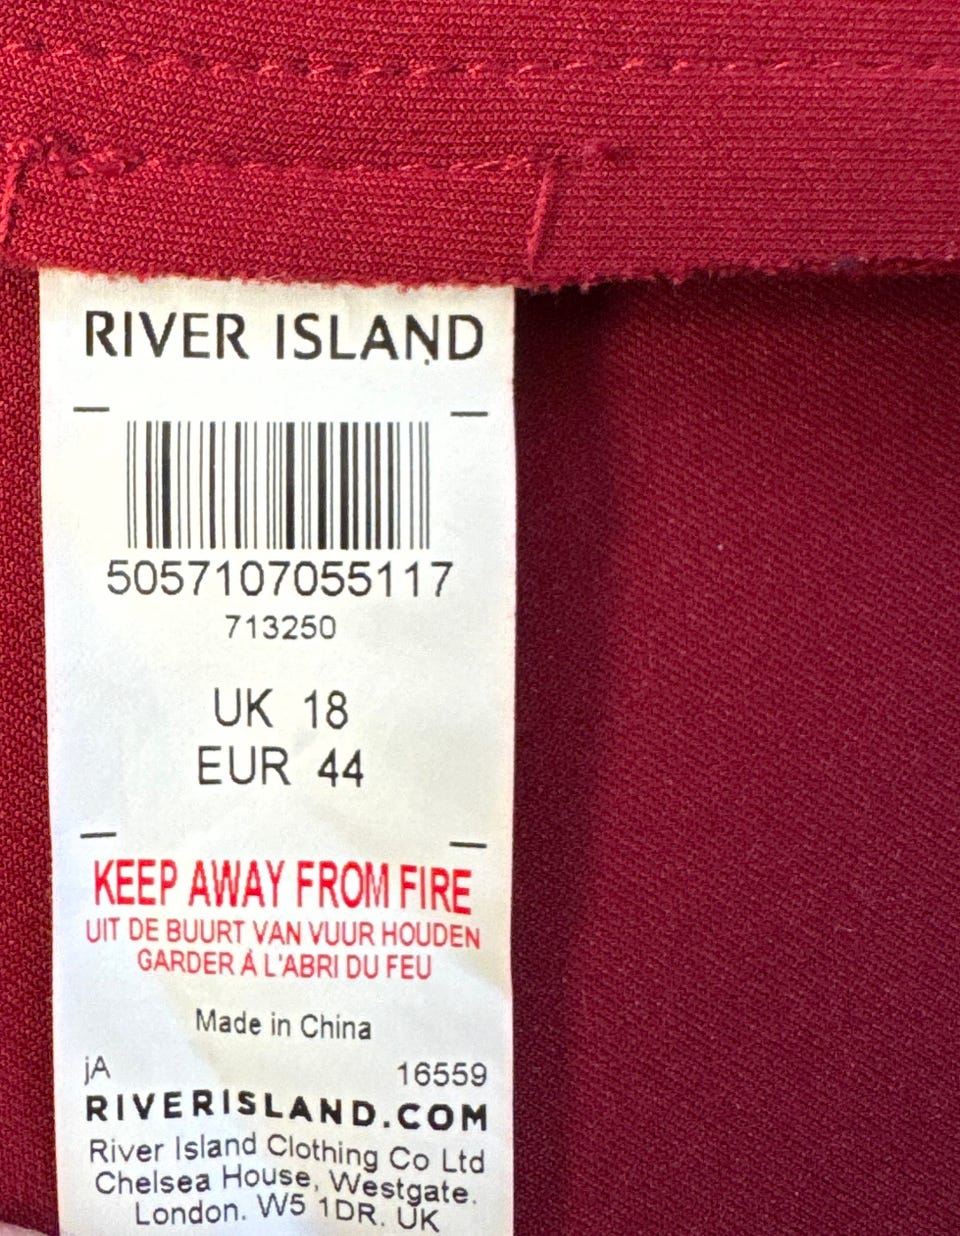 RIVER ISLAND
5057107055117
713250
UK 18
EUR 44
KEEP AWAY FROM FIRE
UIT DE BUURT VAN VUUR HOUDEN
GARDER À L'ABRI DU FEU
Made in China
jA 16559
RIVERISLAND.COM
River Island Clothing Co Ltd
Chelsea House, Westgate.
London. W5 1DR. UK